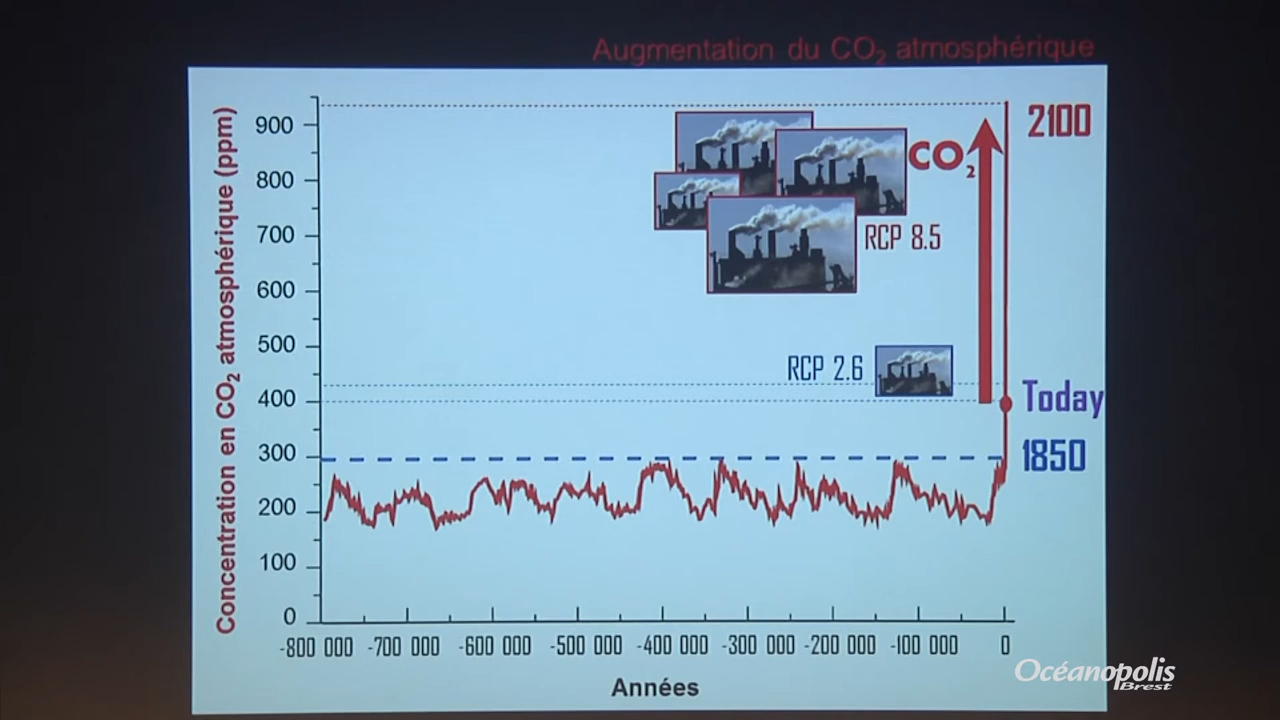 Augmentation du CO₂ atmosphérique
Concentration en CO₂ atmosphérique (ppm)
900
800
700
600
500
400
300
200
100
0
CO₂
2100
RCP 8.5
RCP 2.6
Today
1850
-800 000 -700 000 -600 000 -500 000 -400 000 -300 000 -200 000 -100 000 0
Années
Océanopolis
Brest